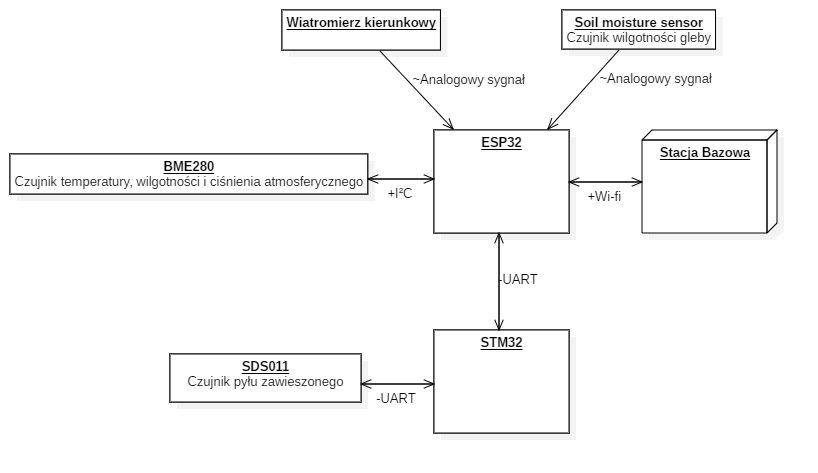 Wiatromierz kierunkowy
Soil moisture sensor
Czujnik wilgotności gleby
~Analogowy sygnał
~Analogowy sygnał
ESP32
Stacja Bazowa
BME280
Czujnik temperatury, wilgotności i ciśnienia atmosferycznego
+I²C
+Wi-fi
-UART
STM32
SDS011
Czujnik pyłu zawieszonego
-UART